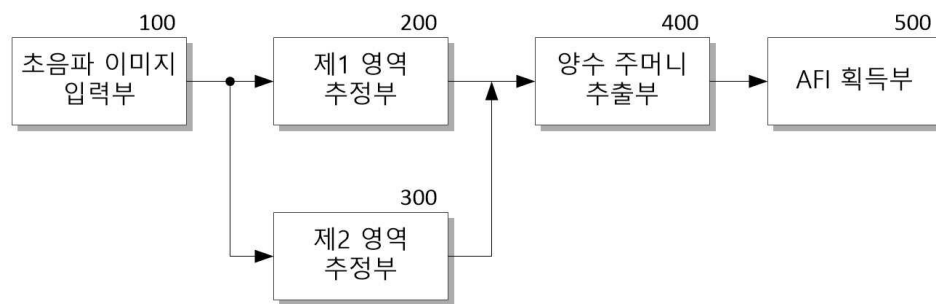 100
초음파 이미지
입력부
200
제1 영역
추정부
400
양수 주머니
추출부
500
AFI 획득부
300
제2 영역
추정부